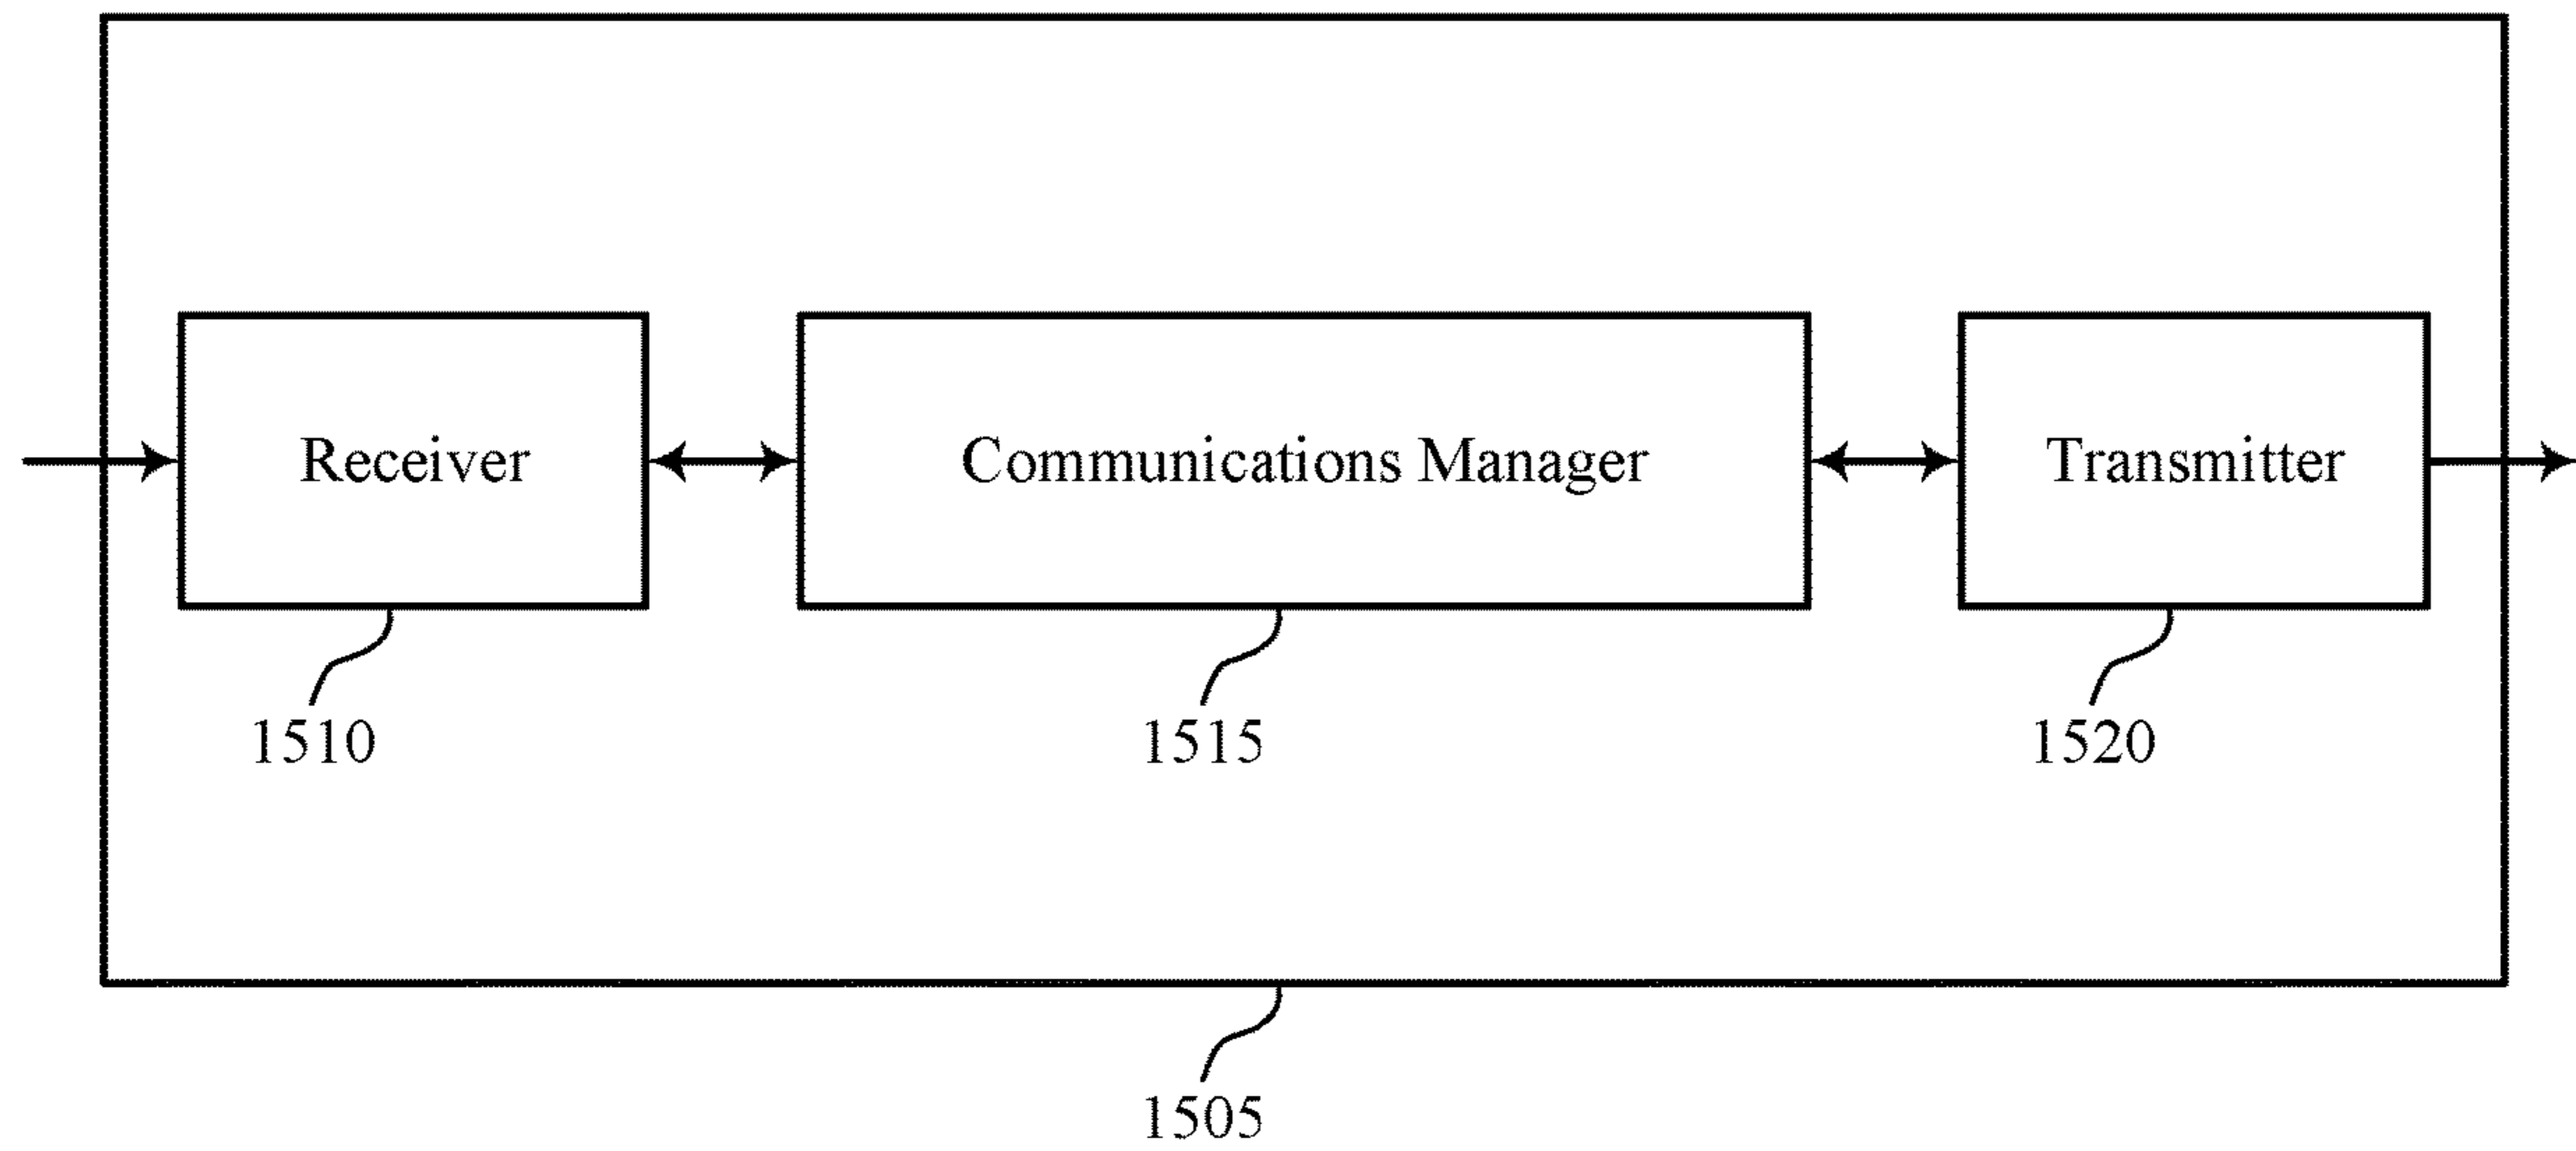 Receiver
Communications Manager
Transmitter
1510
1515
1520
1505